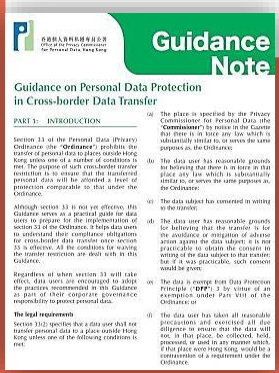 香港個人資料私隱專員公署
Office of the Privacy Commissioner
for Personal Data, Hong Kong
Guidance
Note
Guidance on Personal Data Protection
in Cross-border Data Transfer
PART 1: INTRODUCTION
Section 33 of the Personal Data (Privacy)
Ordinance (the "Ordinance") prohibits the
transfer of personal data to places outside Hong
Kong unless one of a number of conditions is
met. The purpose of such cross-border transfer
restriction is to ensure that the transferred
personal data will be afforded a level of
protection comparable to that under the
Ordinance.
Although section 33 is not yet effective, this
Guidance serves as a practical guide for data
users to prepare for the implementation of
section 33 of the Ordinance. It helps data users
to understand their compliance obligations
for cross-border data transfer once section
33 is effective. All the conditions for waiving
the transfer restriction are dealt with in this
Guidance.
Regardless of when section 33 will take
effect, data users are encouraged to adopt
the practices recommended in this Guidance
as part of their corporate governance
responsibility to protect personal data.
The legal requirements
Section 33(2) specifies that a data user shall not
transfer personal data to a place outside Hong
Kong unless one of the following conditions is
met:
(a) The place is specified by the Privacy
Commissioner for Personal Data (the
"Commissioner") by notice in the Gazette
that there is in force any law which is
substantially similar to, or serves the same
purposes as, the Ordinance;
(b) The data user has reasonable grounds
for believing that there is in force in that
place any law which is substantially
similar to, or serves the same purposes as,
the Ordinance;
(c) The data subject has consented in writing
to the transfer;
(d) The data user has reasonable grounds
for believing that the transfer is for
the avoidance or mitigation of adverse
action against the data subject; it is not
practicable to obtain the consent in
writing of the data subject to that transfer;
but if it was practicable, such consent
would be given;
(e) The data is exempt from Data Protection
Principle ("DPP") 3 by virtue of an
exemption under Part VIII of the
Ordinance; or
(f) The data user has taken all reasonable
precautions and exercised all due
diligence to ensure that the data will
not, in that place, be collected, held,
processed, or used in any manner which,
if that place were Hong Kong, would be a
contravention of a requirement under the
Ordinance.